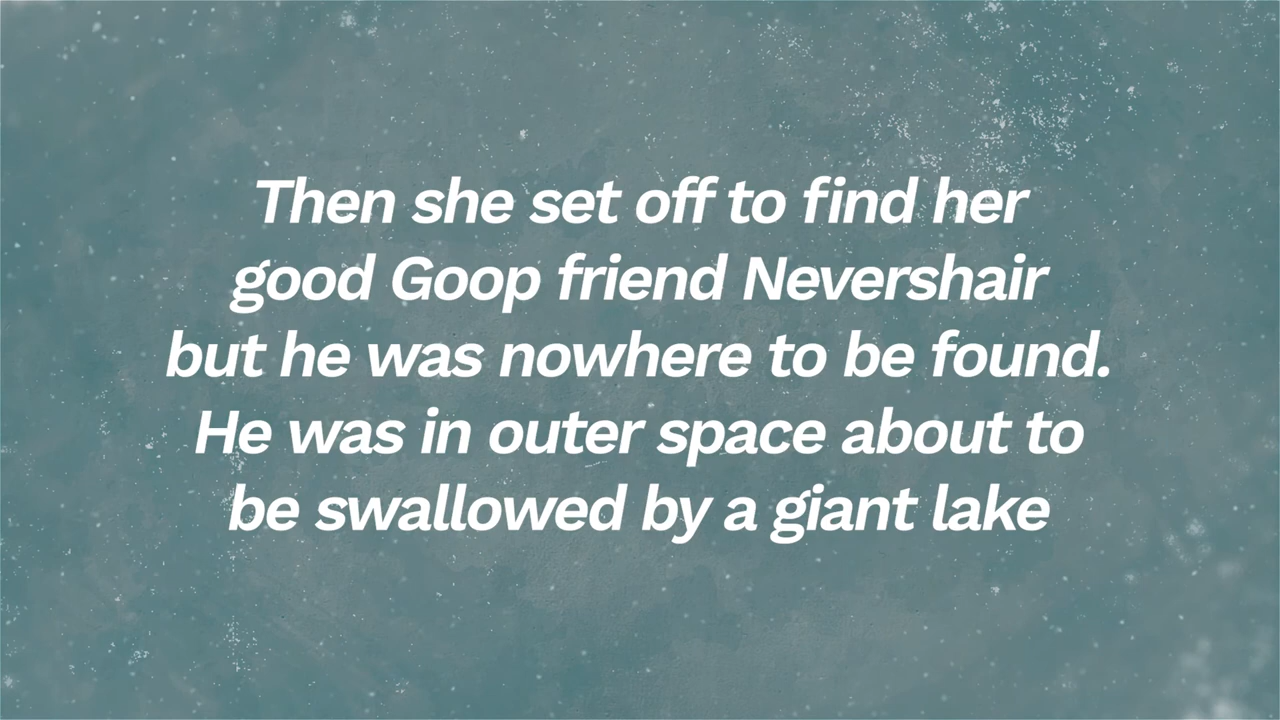 Then she set off to find her
good Goop friend Nevershair
but he was nowhere to be found.
He was in outer space about to
be swallowed by a giant lake